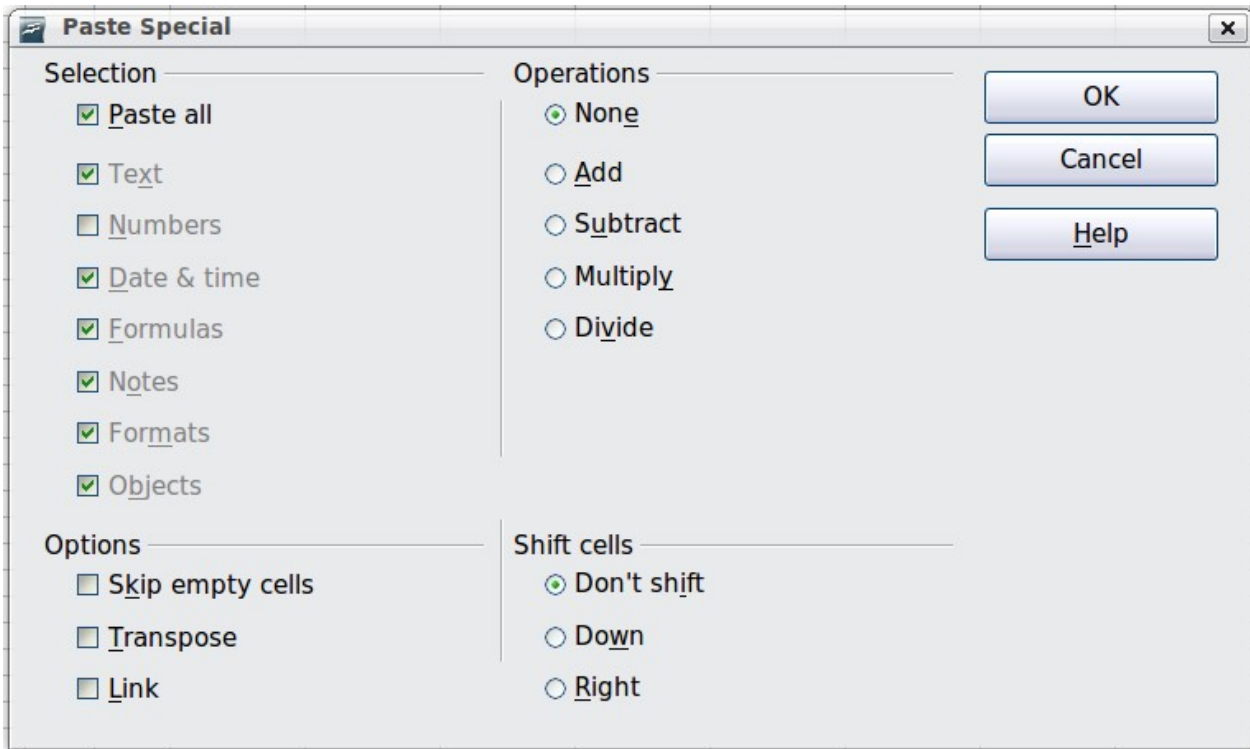 Paste Special
Selection
Paste all
Text
Numbers
Date & time
Formulas
Notes
Formats
Objects
Operations
None
Add
Subtract
Multiply
Divide
Options
Skip empty cells
Transpose
Link
Shift cells
Don't shift
Down
Right
OK
Cancel
Help